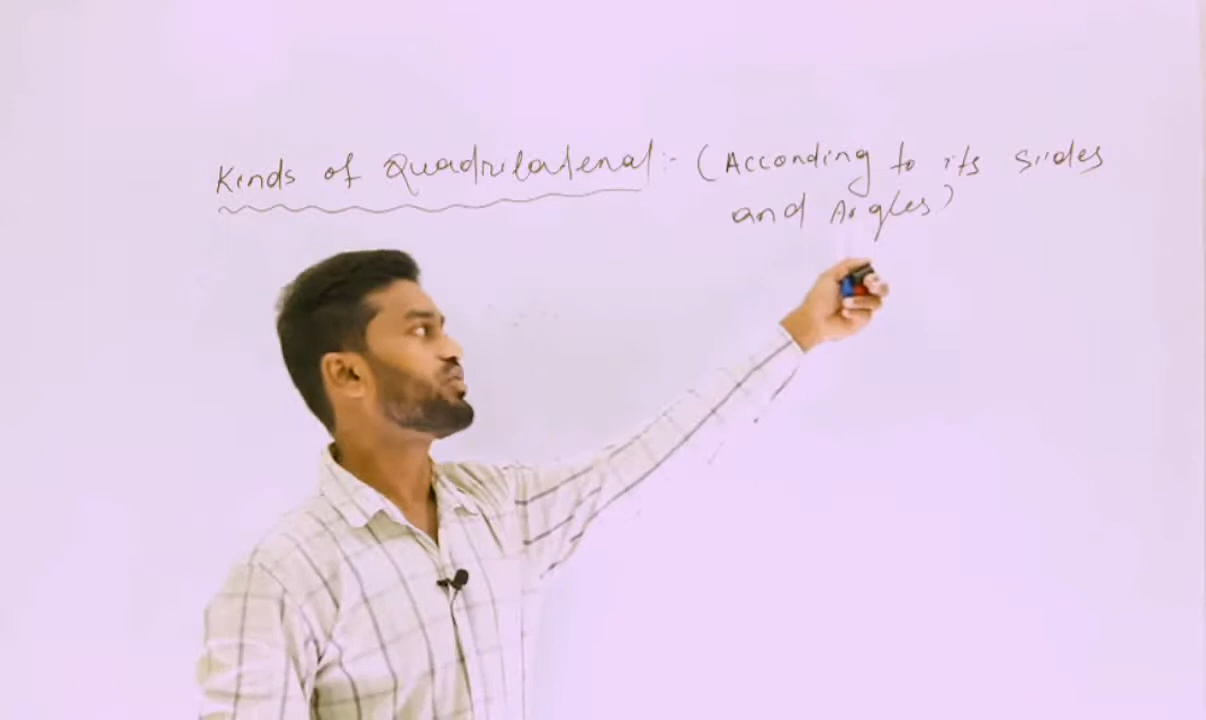 Kinds of Quadrilateral :- (According to its sides
and Angles)